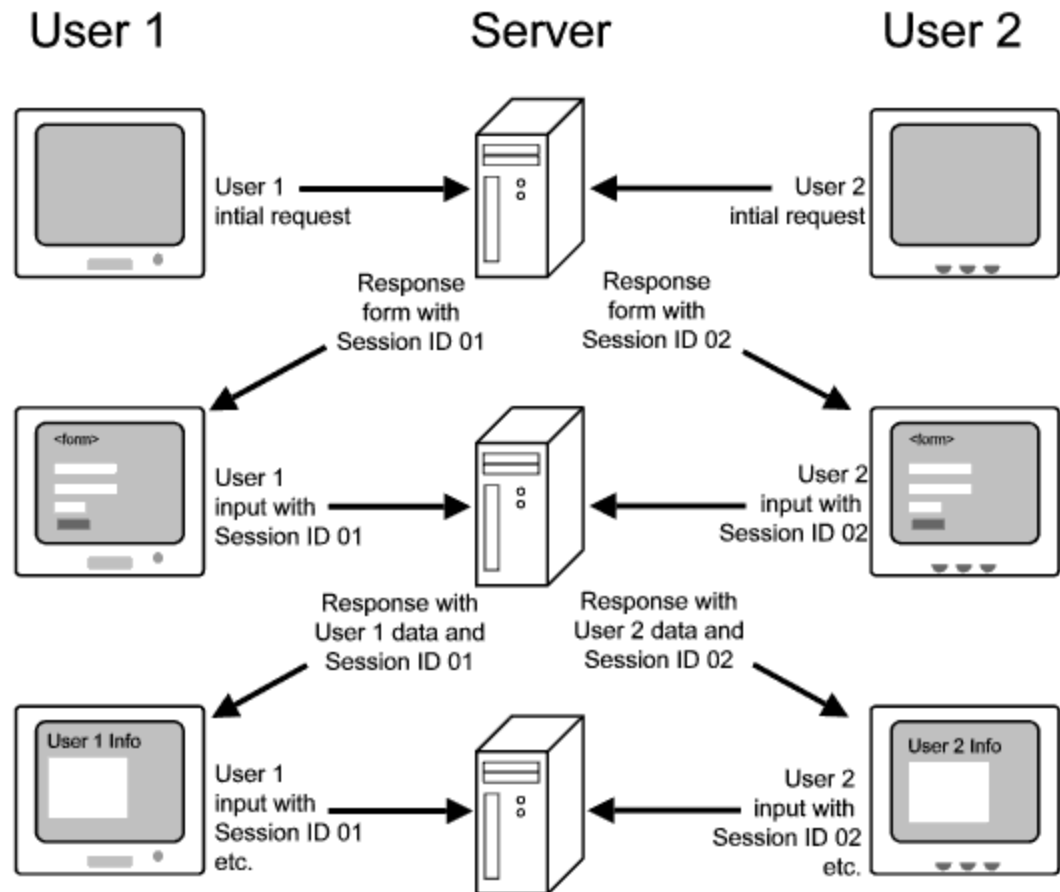 User 1
Server
User 2
User 1
intial request
User 2
intial request
Response
form with
Session ID 01
Response
form with
Session ID 02
<form>
User 1
input with
Session ID 01
User 2
input with
Session ID 02
<form>
Response with
User 1 data and
Session ID 01
Response with
User 2 data and
Session ID 02
User 1 Info
User 1
input with
Session ID 01
etc.
User 2
input with
Session ID 02
etc.
User 2 Info